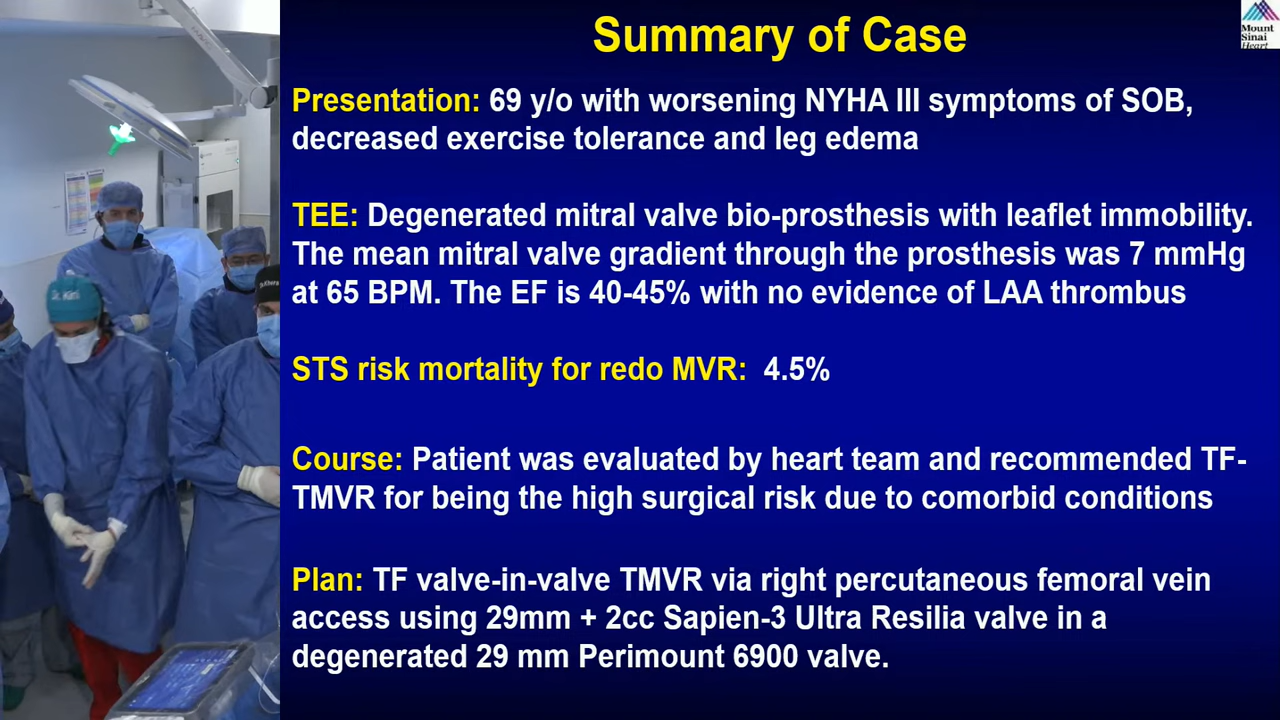 Summary of Case
Mount
Sinai
Heart
Presentation: 69 y/o with worsening NYHA III symptoms of SOB,
decreased exercise tolerance and leg edema
TEE: Degenerated mitral valve bio-prosthesis with leaflet immobility.
The mean mitral valve gradient through the prosthesis was 7 mmHg
at 65 BPM. The EF is 40-45% with no evidence of LAA thrombus
STS risk mortality for redo MVR: 4.5%
Course: Patient was evaluated by heart team and recommended TF-
TMVR for being the high surgical risk due to comorbid conditions
Plan: TF valve-in-valve TMVR via right percutaneous femoral vein
access using 29mm + 2cc Sapien-3 Ultra Resilia valve in a
degenerated 29 mm Perimount 6900 valve.